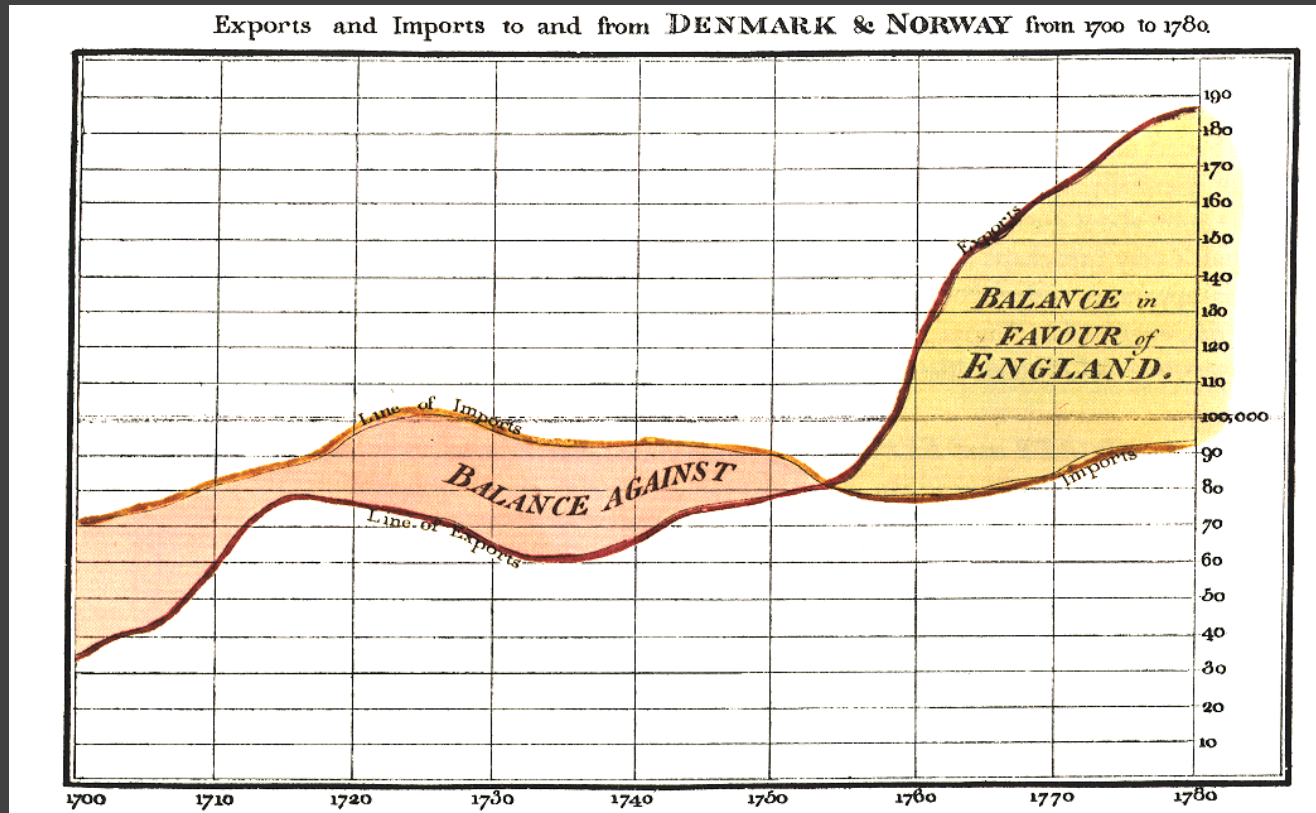 Exports and Imports to and from DENMARK & NORWAY from 1700 to 1780.
190
180
170
160
Exports
150
140
BALANCE in
130
FAVOUR of
120
ENGLAND.
110
Line of Imports
100,000
90
Imports
BALANCE AGAINST
80
Line of Exports
70
60
50
40
30
20
10
1700 1710 1720 1730 1740 1750 1760 1770 1780